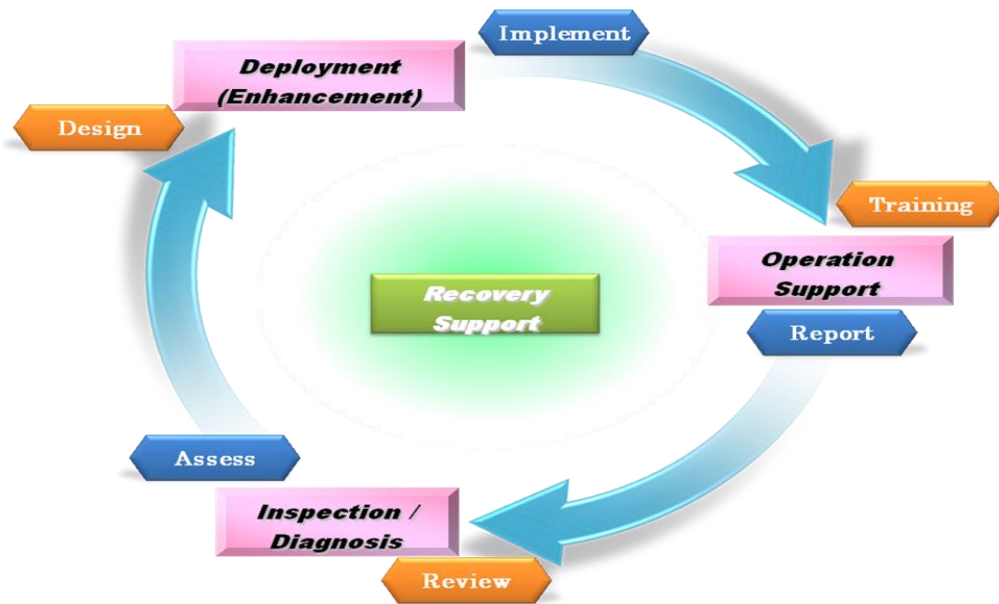 Implement
Deployment
(Enhancement)
Design
Training
Operation
Support
Recovery
Support
Report
Assess
Inspection /
Diagnosis
Review